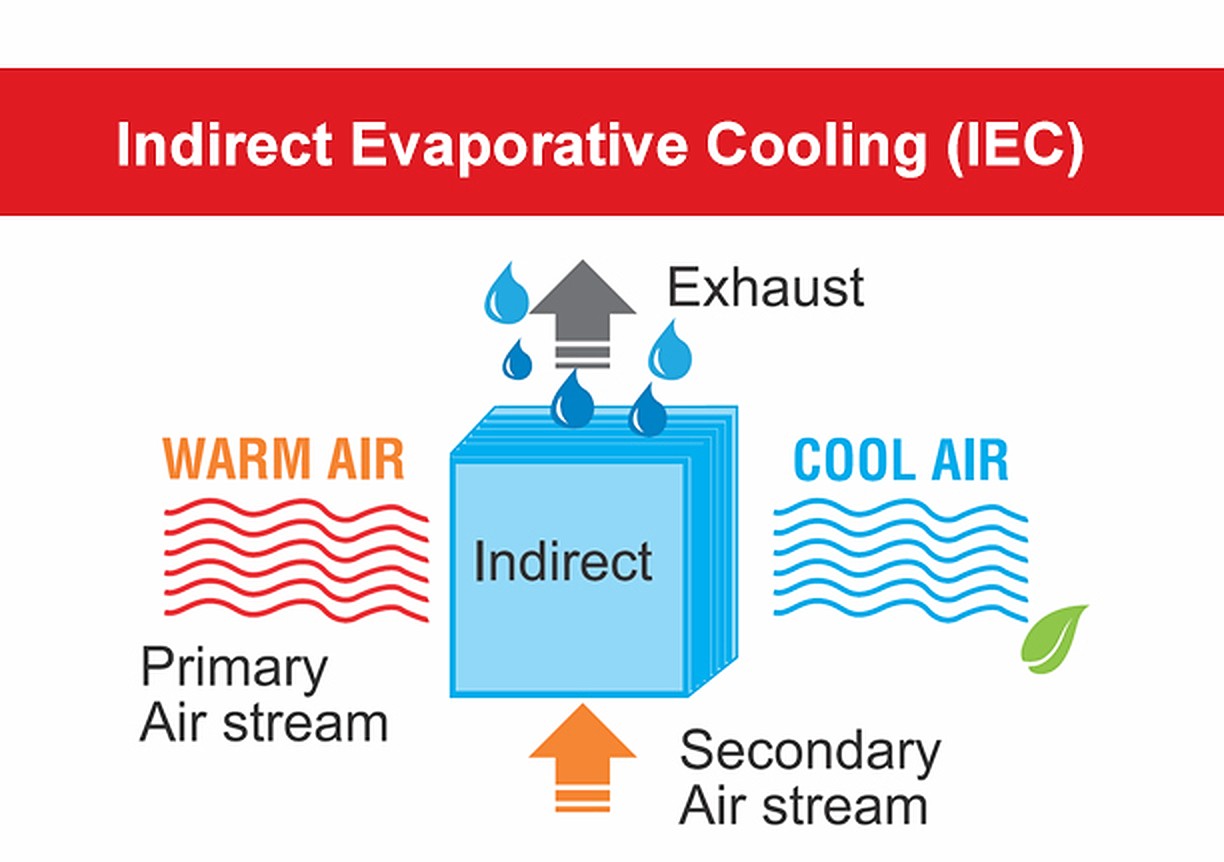 Indirect Evaporative Cooling (IEC)
Exhaust
WARM AIR
COOL AIR
Indirect
Primary
Air stream
Secondary
Air stream